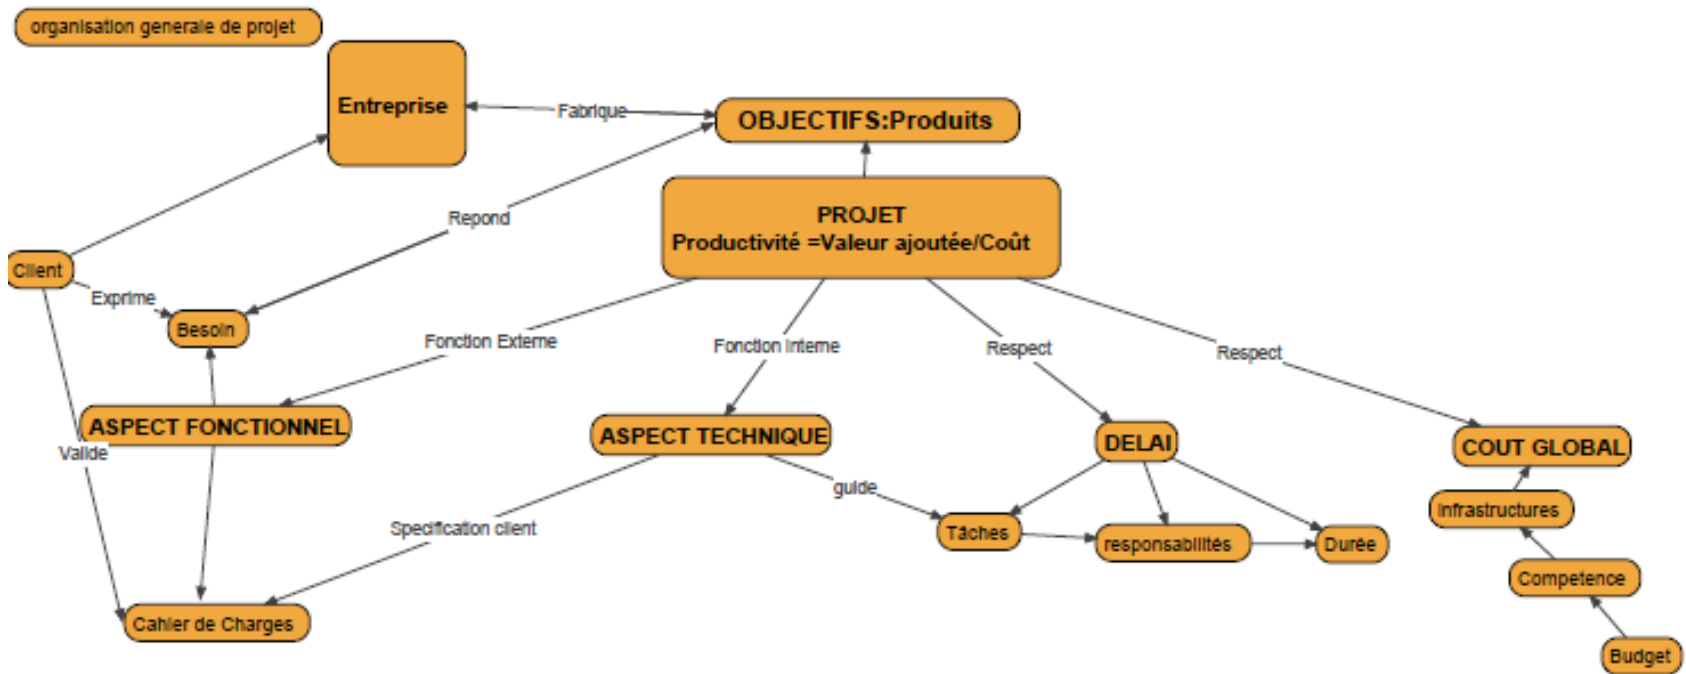 organisation generale de projet
Entreprise
Fabrique
OBJECTIFS:Produits
PROJET
Productivité =Valeur ajoutée/Coût
Repond
Client
Exprime
Besoin
Fonction Externe
Fonction Interne
Respect
Respect
ASPECT FONCTIONNEL
ASPECT TECHNIQUE
DELAI
COUT GLOBAL
Valide
guide
Infrastructures
Specification client
Tâches
responsabilités
Durée
Competence
Cahier de Charges
Budget